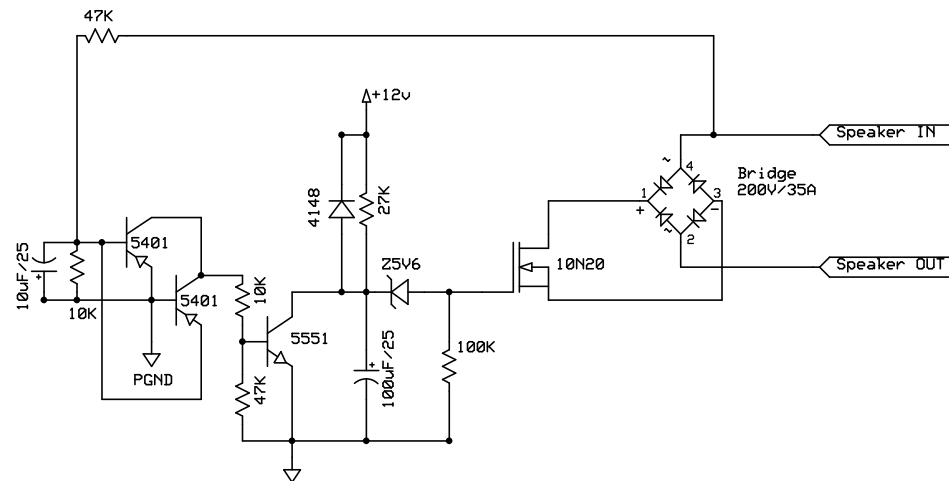 47K
+12v
Speaker IN
~
4
Bridge
200V/35A
1
3
+
-
~
2
Speaker OUT
4148
27K
5401
10uF/25
10K
5401
10K
Z5V6
10N20
5551
100uF/25
100K
PGND
47K
+
+